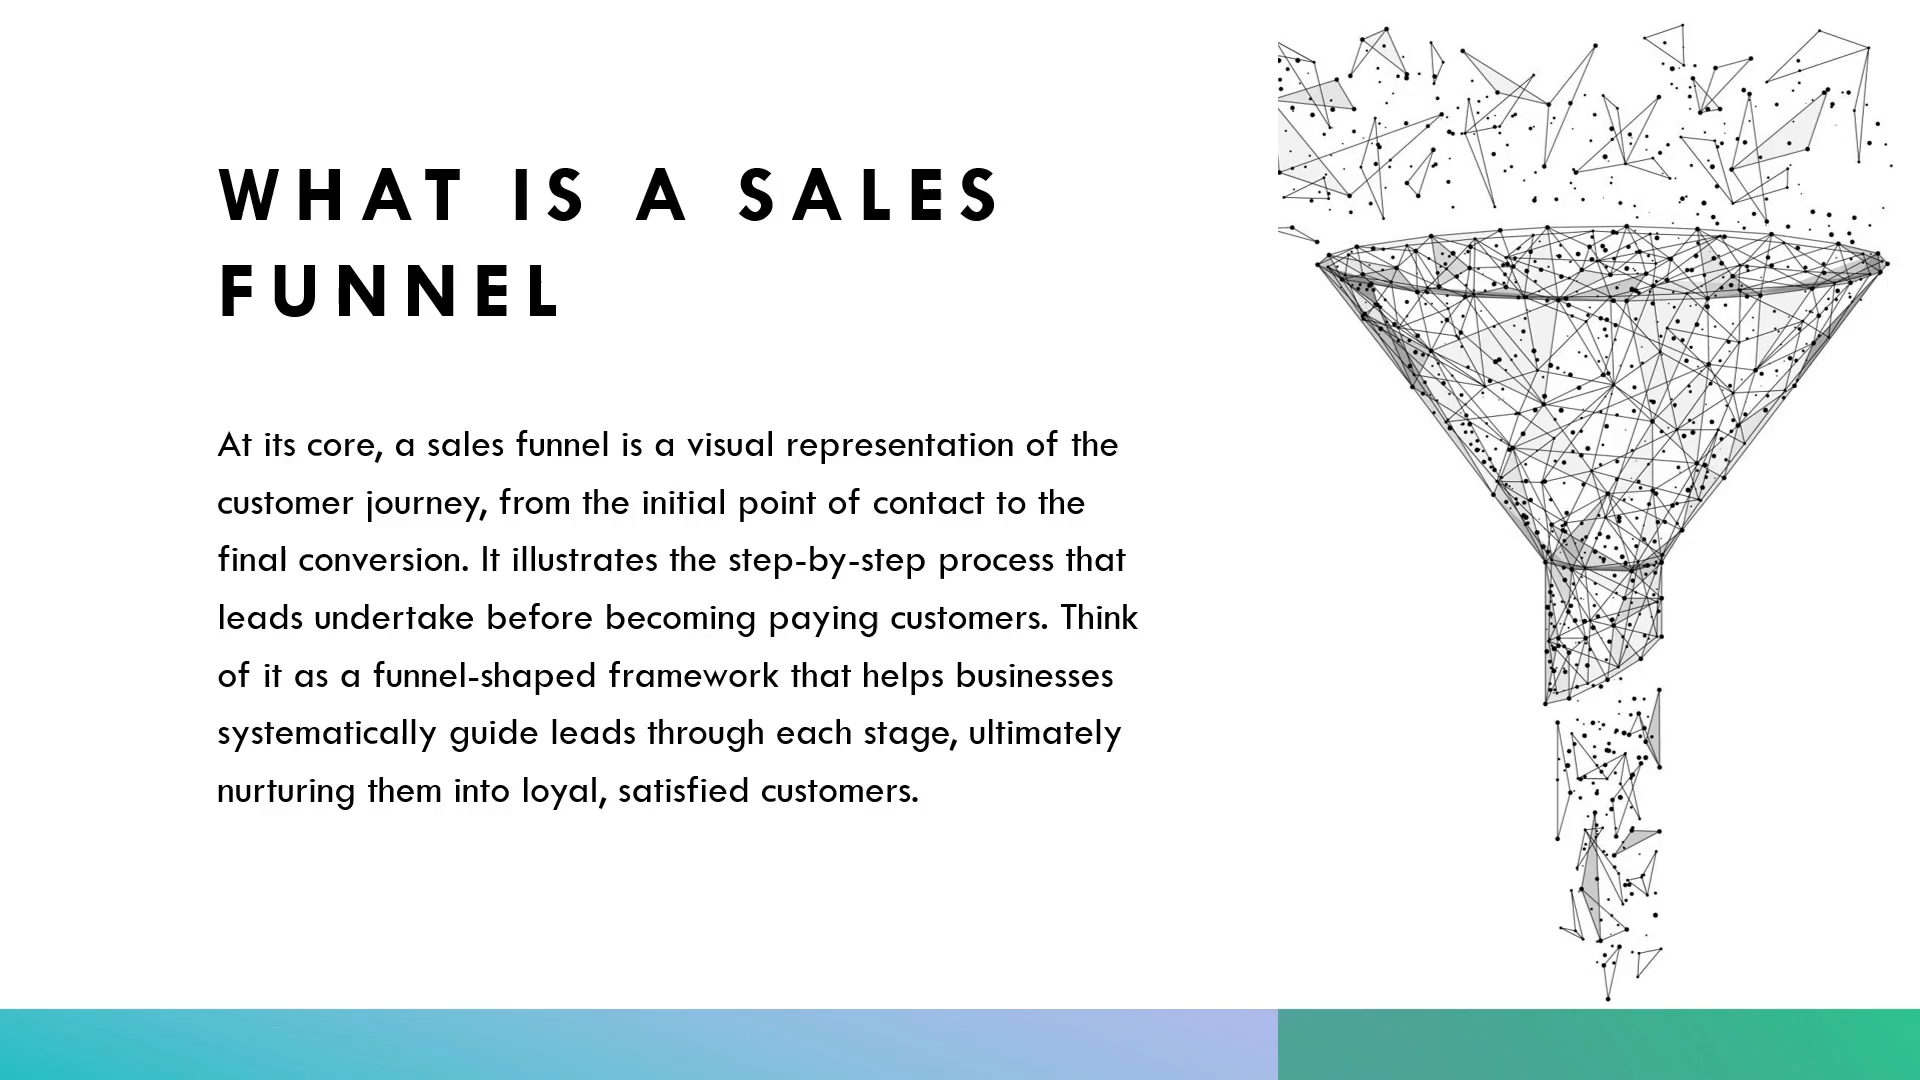 WHAT IS A SALES
FUNNEL
At its core, a sales funnel is a visual representation of the
customer journey, from the initial point of contact to the
final conversion. It illustrates the step-by-step process that
leads undertake before becoming paying customers. Think
of it as a funnel-shaped framework that helps businesses
systematically guide leads through each stage, ultimately
nurturing them into loyal, satisfied customers.